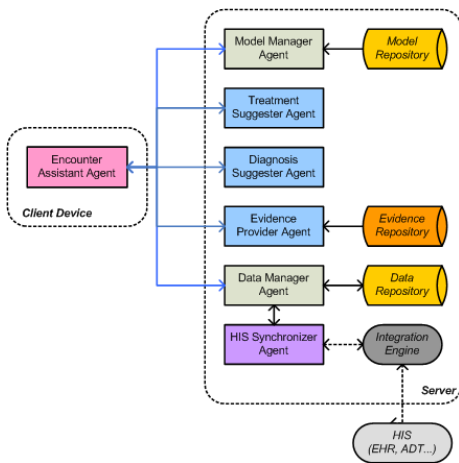 Model Manager
Agent
Model
Repository
Treatment
Suggester Agent
Encounter
Assistant Agent
Diagnosis
Suggester Agent
Client Device
Evidence
Provider Agent
Evidence
Repository
Data Manager
Agent
Data
Repository
HIS Synchronizer
Agent
Integration
Engine
Server
HIS
(EHR, ADT...)